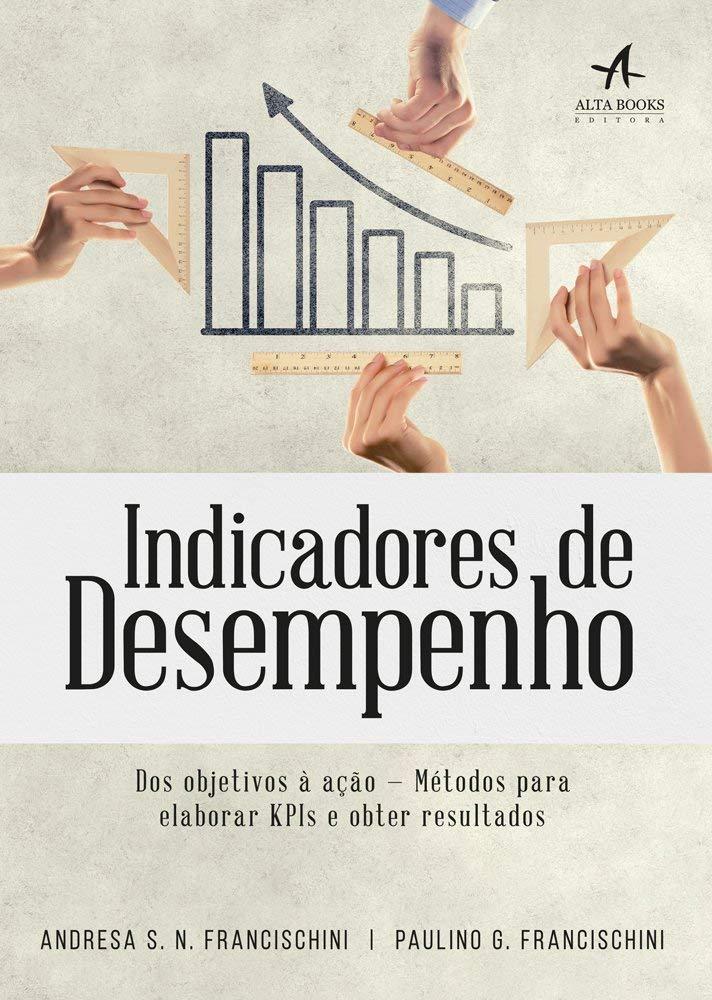 ALTA BOOKS
EDITORA
Indicadores de
Desempenho
Dos objetivos à ação – Métodos para
elaborar KPIs e obter resultados
ANDRESA S. N. FRANCISCHINI | PAULINO G. FRANCISCHINI